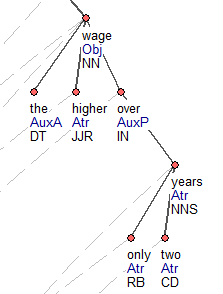 wage
Obj
NN
the higher over
AuxA Atr AuxP
DT JJR IN
years
Atr
NNS
only two
Atr Atr
RB CD